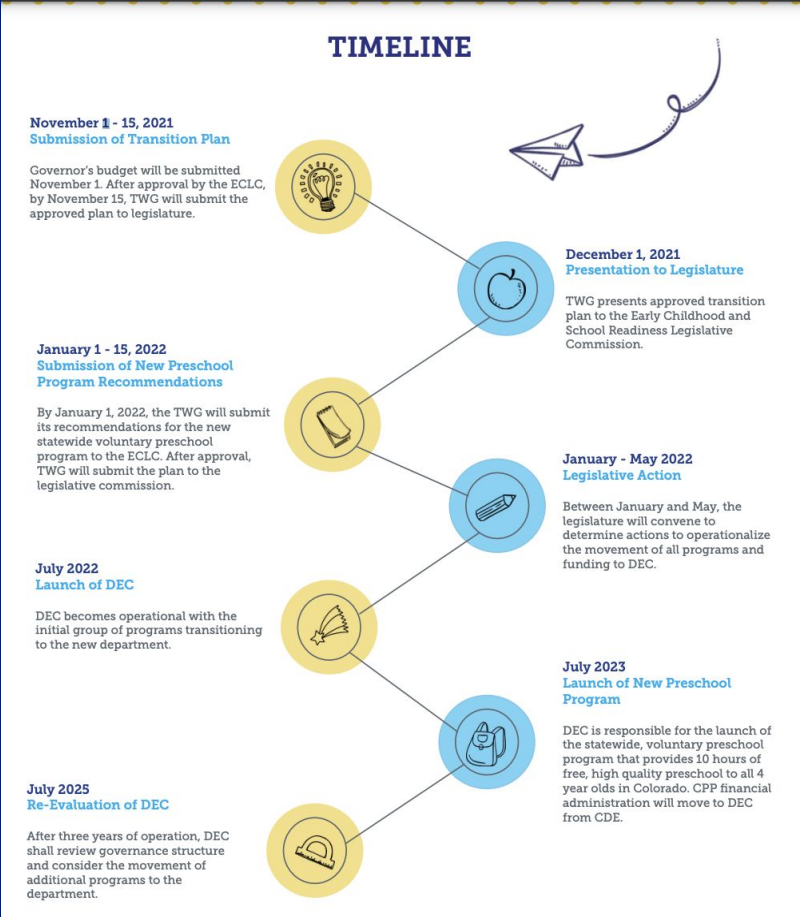 TIMELINE
November 1 - 15, 2021
Submission of Transition Plan
Governor's budget will be submitted
November 1. After approval by the ECLC,
by November 15, TWG will submit the
approved plan to legislature.
December 1, 2021
Presentation to Legislature
TWG presents approved transition
plan to the Early Childhood and
School Readiness Legislative
Commission.
January 1 - 15, 2022
Submission of New Preschool
Program Recommendations
By January 1, 2022, the TWG will submit
its recommendations for the new
statewide voluntary preschool
program to the ECLC. After approval,
TWG will submit the plan to the
legislative commission.
January - May 2022
Legislative Action
Between January and May, the
legislature will convene to
determine actions to operationalize
the movement of all programs and
funding to DEC.
July 2022
Launch of DEC
DEC becomes operational with the
initial group of programs transitioning
to the new department.
July 2023
Launch of New Preschool
Program
DEC is responsible for the launch of
the statewide, voluntary preschool
program that provides 10 hours of
free, high quality preschool to all 4
year olds in Colorado. CPP financial
administration will move to DEC
from CDE.
July 2025
Re-Evaluation of DEC
After three years of operation, DEC
shall review governance structure
and consider the movement of
additional programs to the
department.